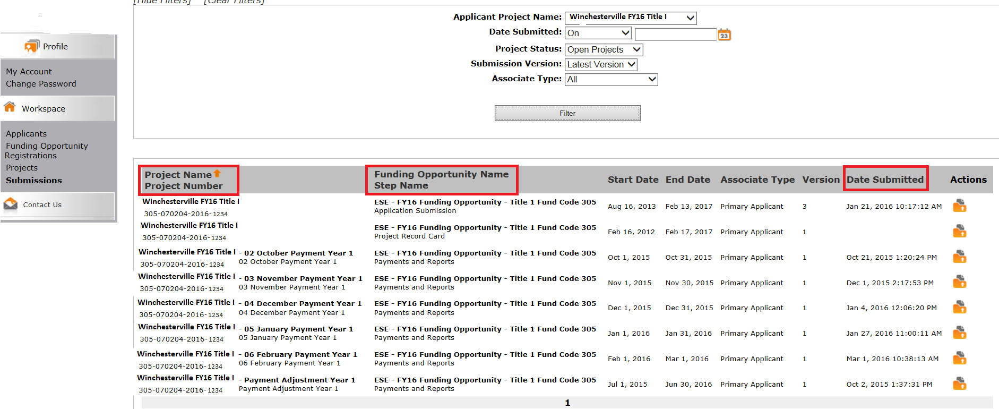 [Hide Filters] [Clear Filters]
Applicant Project Name: Winchesterville FY16 Title I
Date Submitted: On 23
Project Status: Open Projects
Submission Version: Latest Version
Associate Type: All
Filter
Profile
My Account
Change Password
Workspace
Applicants
Funding Opportunity
Registrations
Projects
Submissions
Contact Us
Project Name
Project Number
Funding Opportunity Name
Step Name
Start Date End Date Associate Type Version Date Submitted Actions
Winchesterville FY16 Title I ESE - FY16 Funding Opportunity - Title 1 Fund Code 305
305-070204-2016-1234 Application Submission
Aug 16, 2013 Feb 13, 2017 Primary Applicant 3 Jan 21, 2016 10:17:12 AM
Winchesterville FY16 Title I ESE - FY16 Funding Opportunity - Title 1 Fund Code 305
305-070204-2016-1234 Project Record Card
Feb 16, 2012 Feb 17, 2017 Primary Applicant 1
Winchesterville FY16 Title I - 02 October Payment Year 1 ESE - FY16 Funding Opportunity - Title 1 Fund Code 305
305-070204-2016-1234 02 October Payment Year 1 Payments and Reports
Oct 1, 2015 Oct 31, 2015 Primary Applicant 1 Oct 21, 2015 1:20:24 PM
Winchesterville FY16 Title I - 03 November Payment Year 1 ESE - FY16 Funding Opportunity - Title 1 Fund Code 305
305-070204-2016-1234 03 November Payment Year 1 Payments and Reports
Nov 1, 2015 Nov 30, 2015 Primary Applicant 1 Dec 1, 2015 2:17:53 PM
Winchesterville FY16 Title I - 04 December Payment Year 1 ESE - FY16 Funding Opportunity - Title 1 Fund Code 305
305-070204-2016-1234 04 December Payment Year 1 Payments and Reports
Dec 1, 2015 Dec 31, 2015 Primary Applicant 1 Jan 4, 2016 12:06:20 PM
Winchesterville FY16 Title I - 05 January Payment Year 1 ESE - FY16 Funding Opportunity - Title 1 Fund Code 305
305-070204-2016-1234 05 January Payment Year 1 Payments and Reports
Jan 1, 2016 Jan 31, 2016 Primary Applicant 1 Jan 27, 2016 11:00:11 AM
Winchesterville FY16 Title I - 06 February Payment Year 1 ESE - FY16 Funding Opportunity - Title 1 Fund Code 305
305-070204-2016-1234 06 February Payment Year 1 Payments and Reports
Feb 1, 2016 Mar 1, 2016 Primary Applicant 1 Mar 1, 2016 10:38:13 AM
Winchesterville FY16 Title I - Payment Adjustment Year 1 ESE - FY16 Funding Opportunity - Title 1 Fund Code 305
305-070204-2016-1234 Payment Adjustment Year 1 Payments and Reports
Jul 1, 2015 Jun 30, 2016 Primary Applicant 1 Oct 2, 2015 1:37:31 PM
1